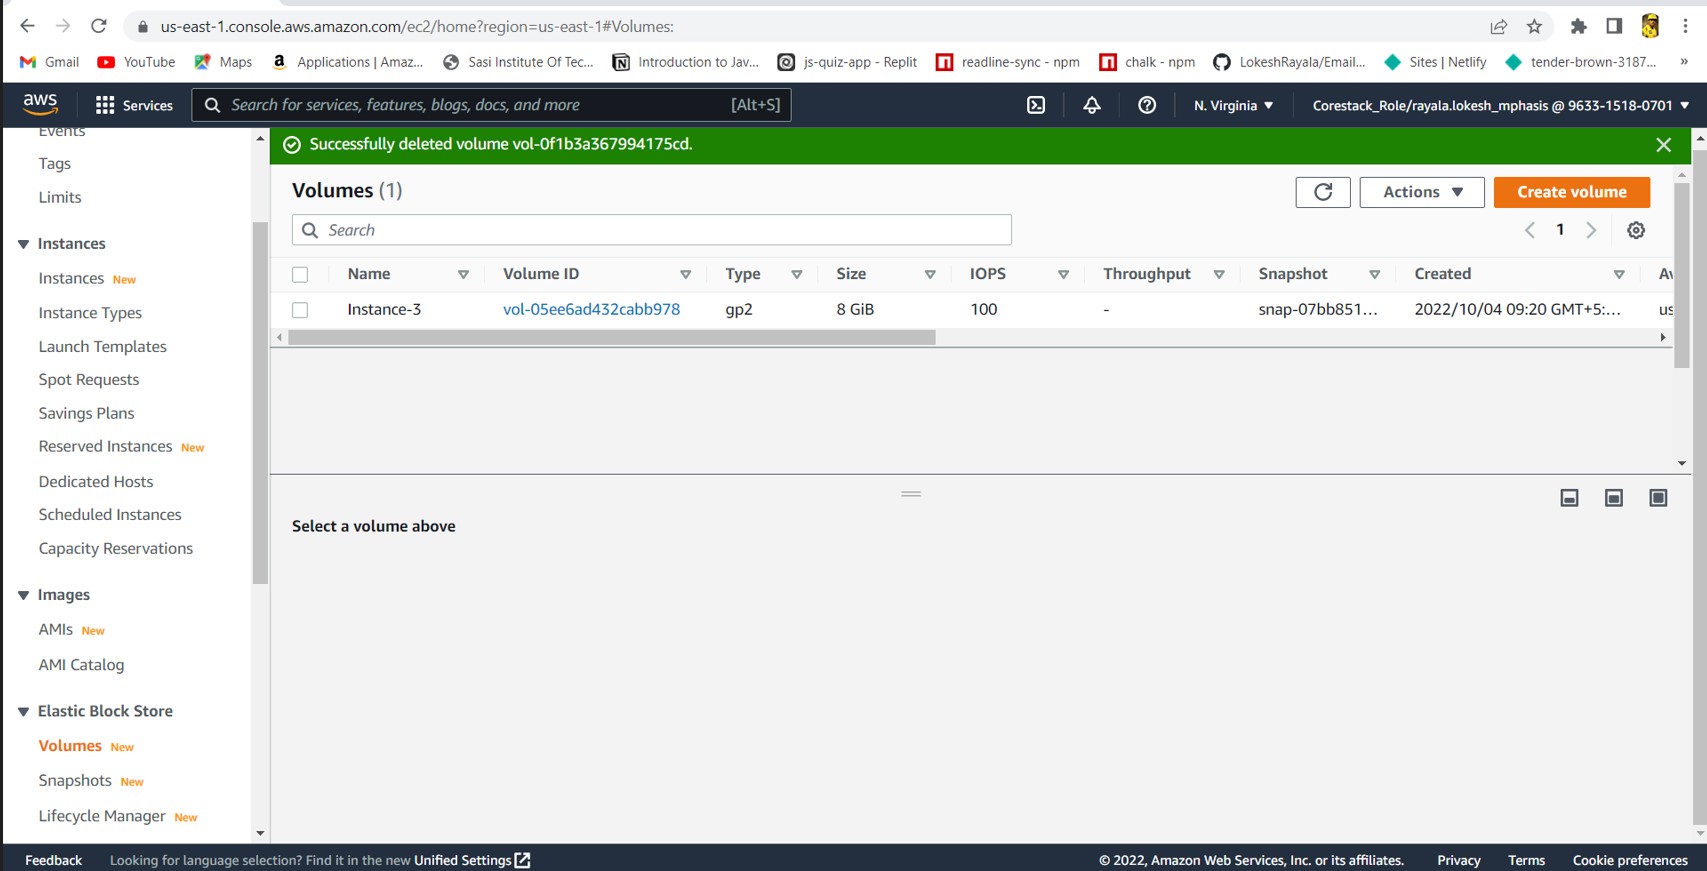 us-east-1.console.aws.amazon.com/ec2/home?region=us-east-1#Volumes:
Gmail YouTube Maps Applications | Amaz... Sasi Institute Of Tec... Introduction to Jav... js-quiz-app - Replit readline-sync - npm chalk - npm LokeshRayala/Email... Sites | Netlify tender-brown-3187... »
aws Services Search for services, features, blogs, docs, and more [Alt+S] N. Virginia Corestack_Role/rayala.lokesh_mphasis @ 9633-1518-0701
Events
Tags
Limits
Instances
Instances New
Instance Types
Launch Templates
Spot Requests
Savings Plans
Reserved Instances New
Dedicated Hosts
Scheduled Instances
Capacity Reservations
Images
AMIs New
AMI Catalog
Elastic Block Store
Volumes New
Snapshots New
Lifecycle Manager New
Successfully deleted volume vol-0f1b3a367994175cd.
Volumes (1)
Actions
Create volume
Search
1
Name Volume ID Type Size IOPS Throughput Snapshot Created Av
Instance-3 vol-05ee6ad432cabb978 gp2 8 GiB 100 - snap-07bb851... 2022/10/04 09:20 GMT+5:... us
Select a volume above
Feedback Looking for language selection? Find it in the new Unified Settings © 2022, Amazon Web Services, Inc. or its affiliates. Privacy Terms Cookie preferences